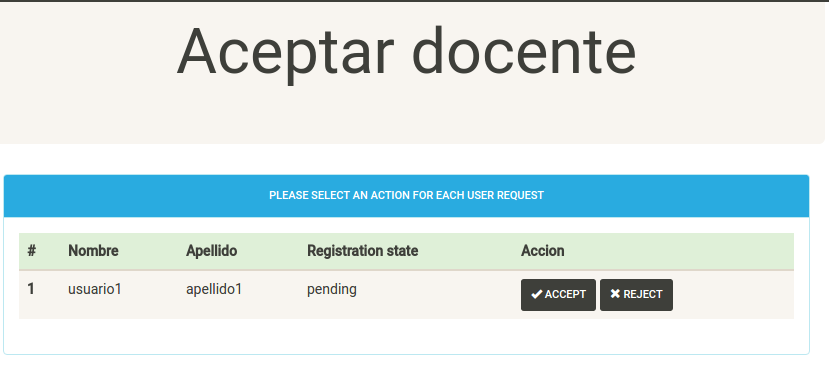 Aceptar docente
PLEASE SELECT AN ACTION FOR EACH USER REQUEST
# Nombre Apellido Registration state Accion
1 usuario1 apellido1 pending ACCEPT REJECT